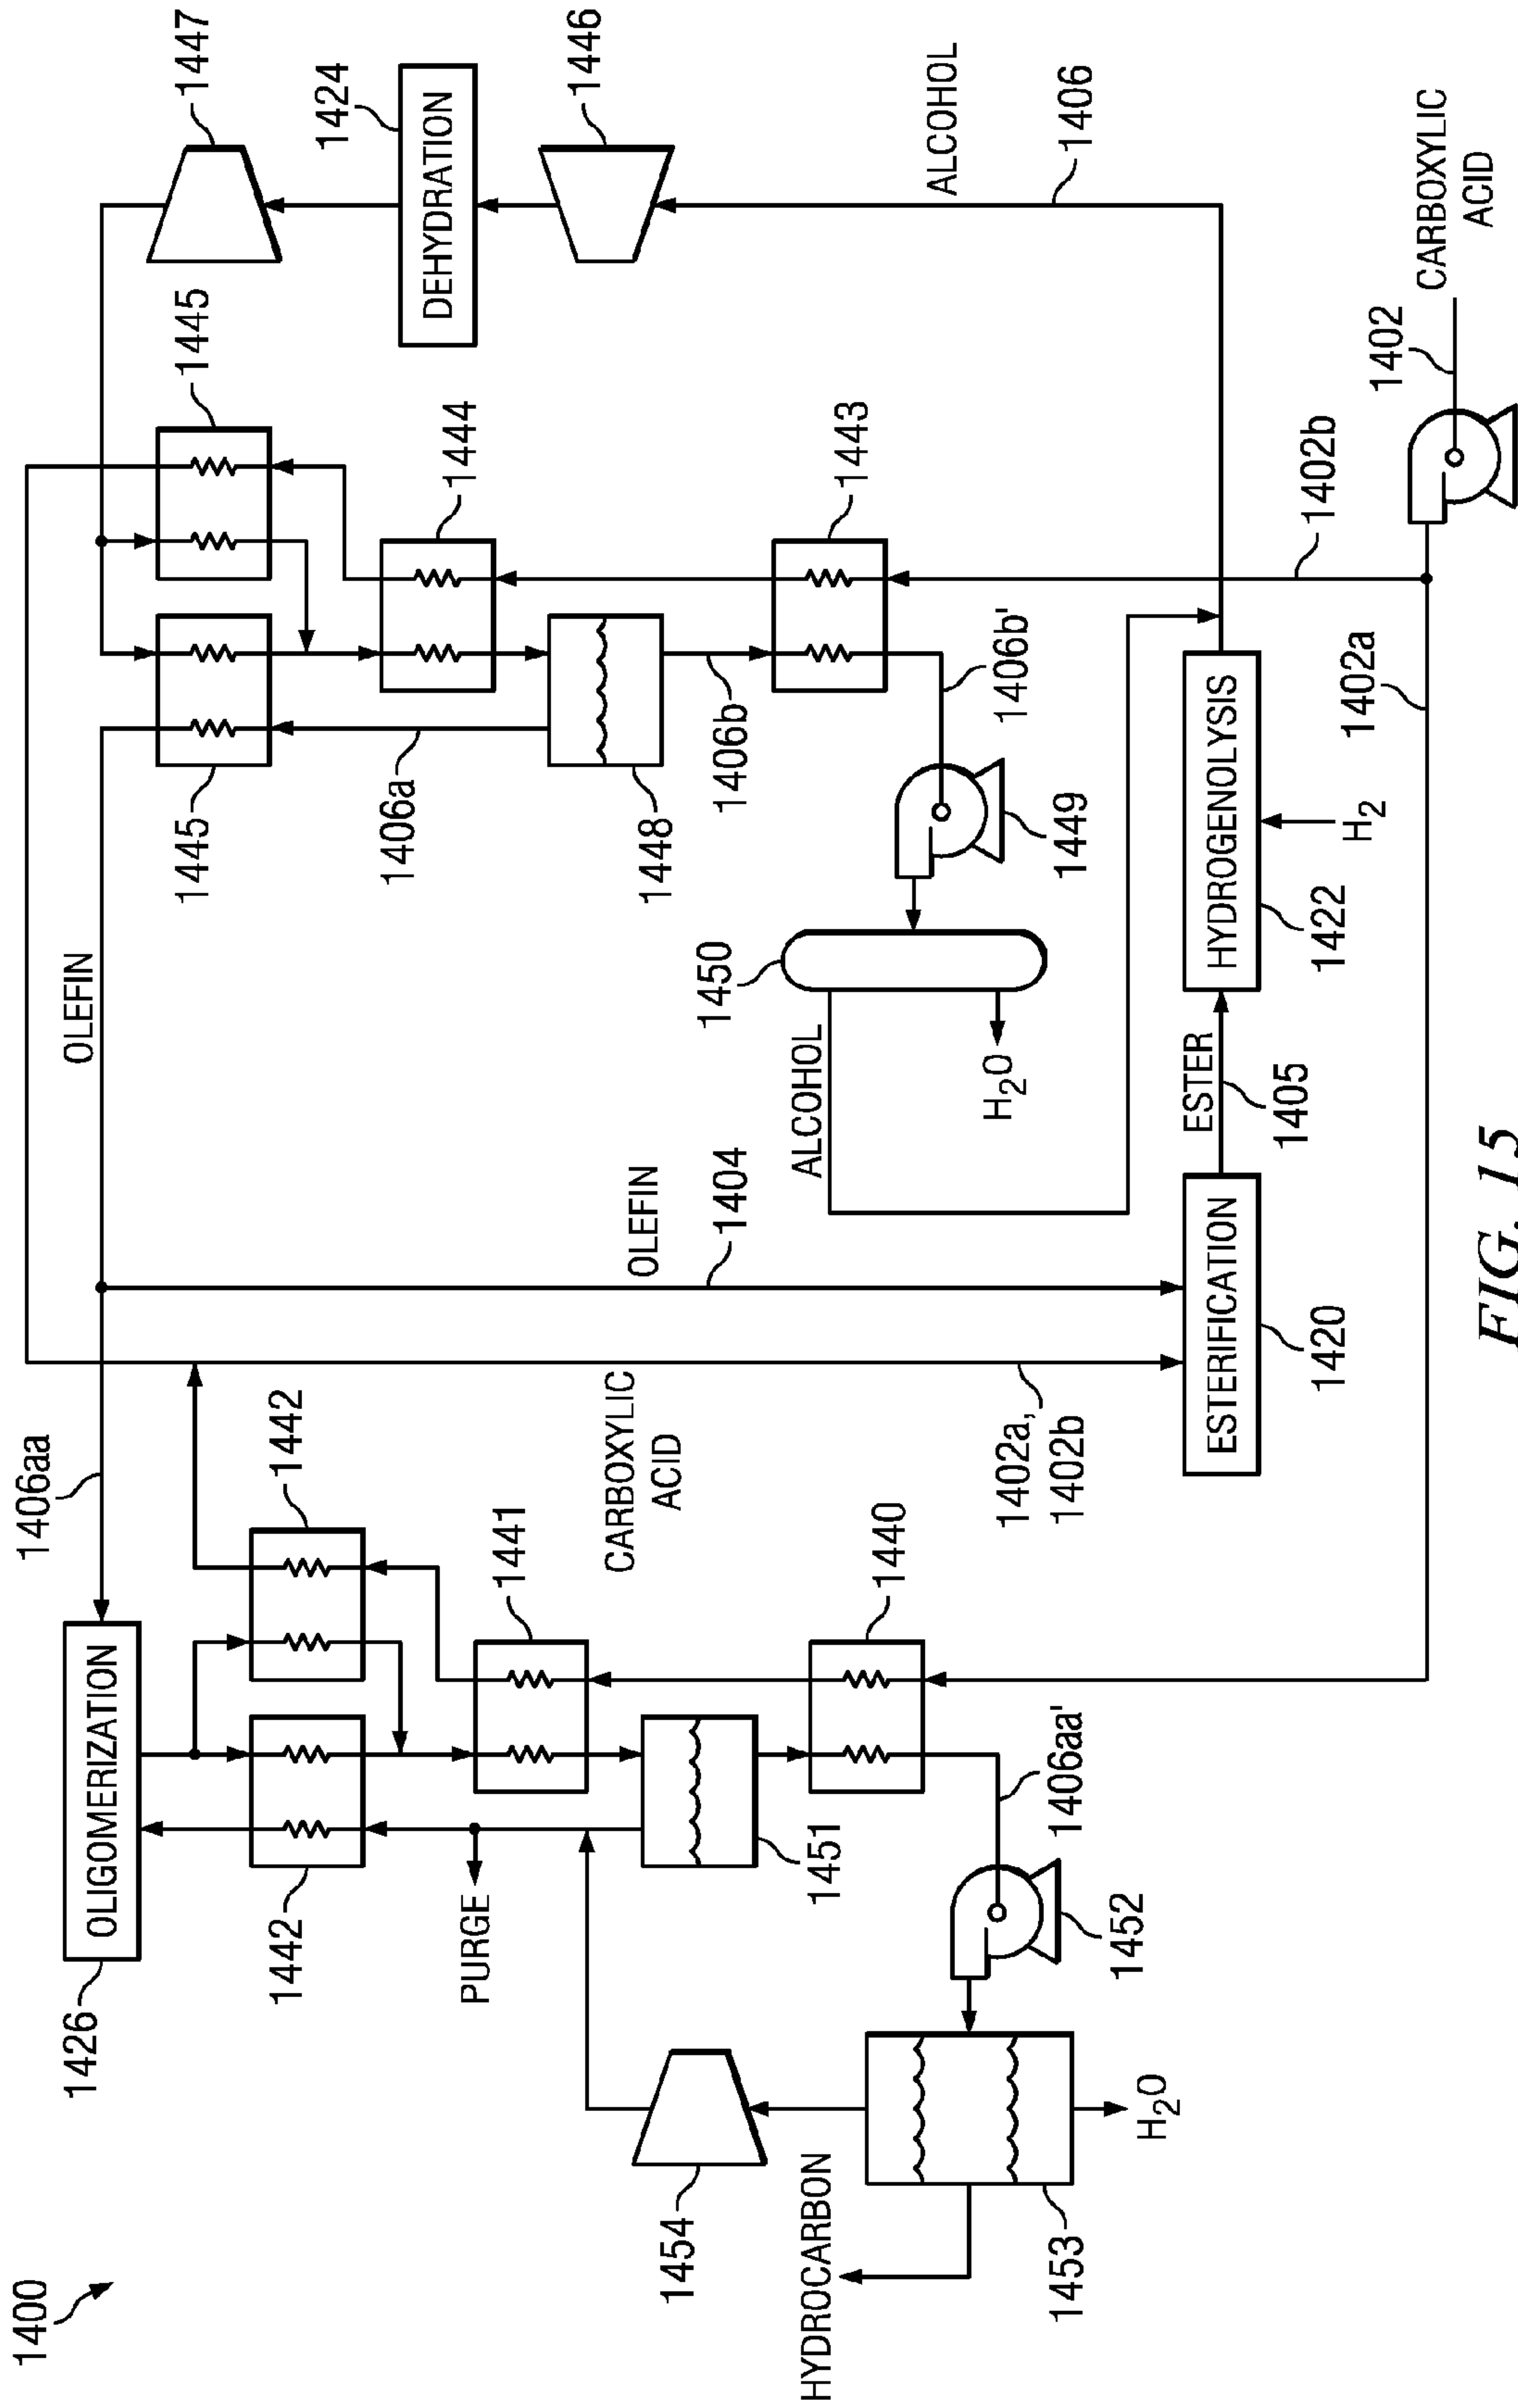 1400
1426
OLIGOMERIZATION
1406aa
OLEFIN
1445
1445
1447
1424
DEHYDRATION
1446
1442
1442
1441
PURGE
1444
1406a
1448
1406b
1443
ALCOHOL
1406
1454
1451
1440
CARBOXYLIC
ACID
OLEFIN
1404
1450
ALCOHOL
H2O
1449
1406b'
HYDROCARBON
1453
H2O
1452
1406aa'
1402a,
1402b
ESTERIFICATION
1420
ESTER
1405
HYDROGENOLYSIS
1422
H2
1402a
1402b
1402
CARBOXYLIC
ACID
FIG. 15